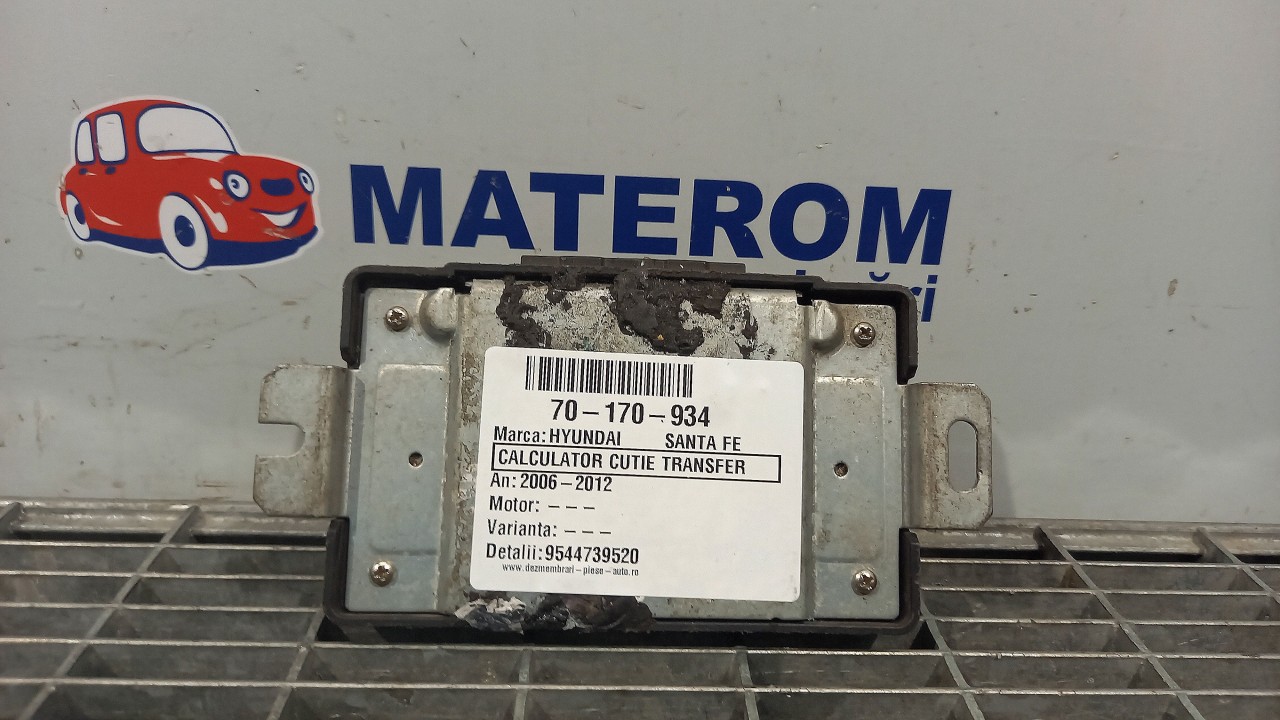 MATEROM
70-170-934
Marca: HYUNDAI SANTA FE
CALCULATOR CUTIE TRANSFER
An: 2006-2012
Motor: ---
Varianta: ---
Detalii: 9544739520
www.dezmembrari-piese-auto.ro